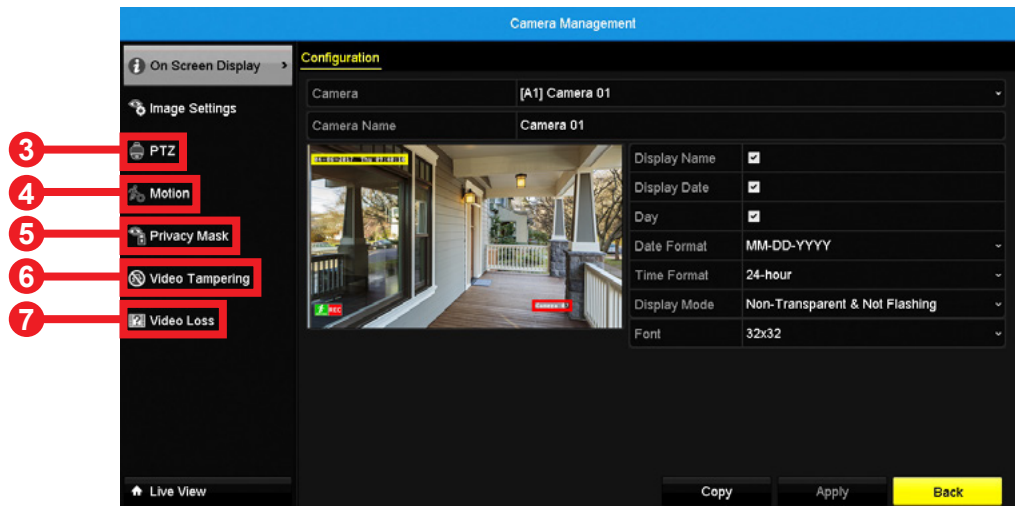 Camera Management
On Screen Display >
Image Settings
3 PTZ
4 Motion
5 Privacy Mask
6 Video Tampering
7 Video Loss
Live View
Configuration
Camera [A1] Camera 01
Camera Name Camera 01
REC
Display Name
Display Date
Day
Date Format MM-DD-YYYY
Time Format 24-hour
Display Mode Non-Transparent & Not Flashing
Font 32x32
Copy Apply Back